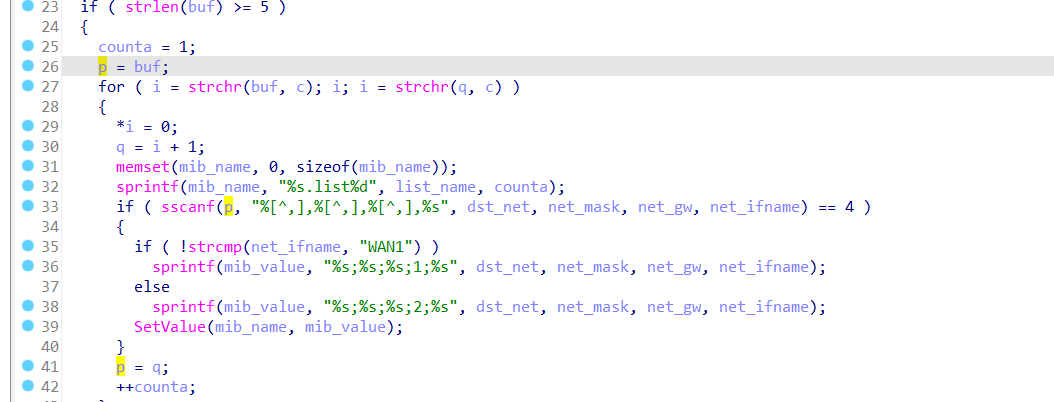 23 if ( strlen(buf) >= 5 )
24 {
25 counta = 1;
26 p = buf;
27 for ( i = strchr(buf, c); i; i = strchr(q, c) )
28 {
29 *i = 0;
30 q = i + 1;
31 memset(mib_name, 0, sizeof(mib_name));
32 sprintf(mib_name, "%s.list%d", list_name, counta);
33 if ( sscanf(p, "%[^,],%[^,],%[^,],%s", dst_net, net_mask, net_gw, net_ifname) == 4 )
34 {
35 if ( !strcmp(net_ifname, "WAN1") )
36 sprintf(mib_value, "%s;%s;%s;1;%s", dst_net, net_mask, net_gw, net_ifname);
37 else
38 sprintf(mib_value, "%s;%s;%s;2;%s", dst_net, net_mask, net_gw, net_ifname);
39 SetValue(mib_name, mib_value);
40 }
41 p = q;
42 ++counta;